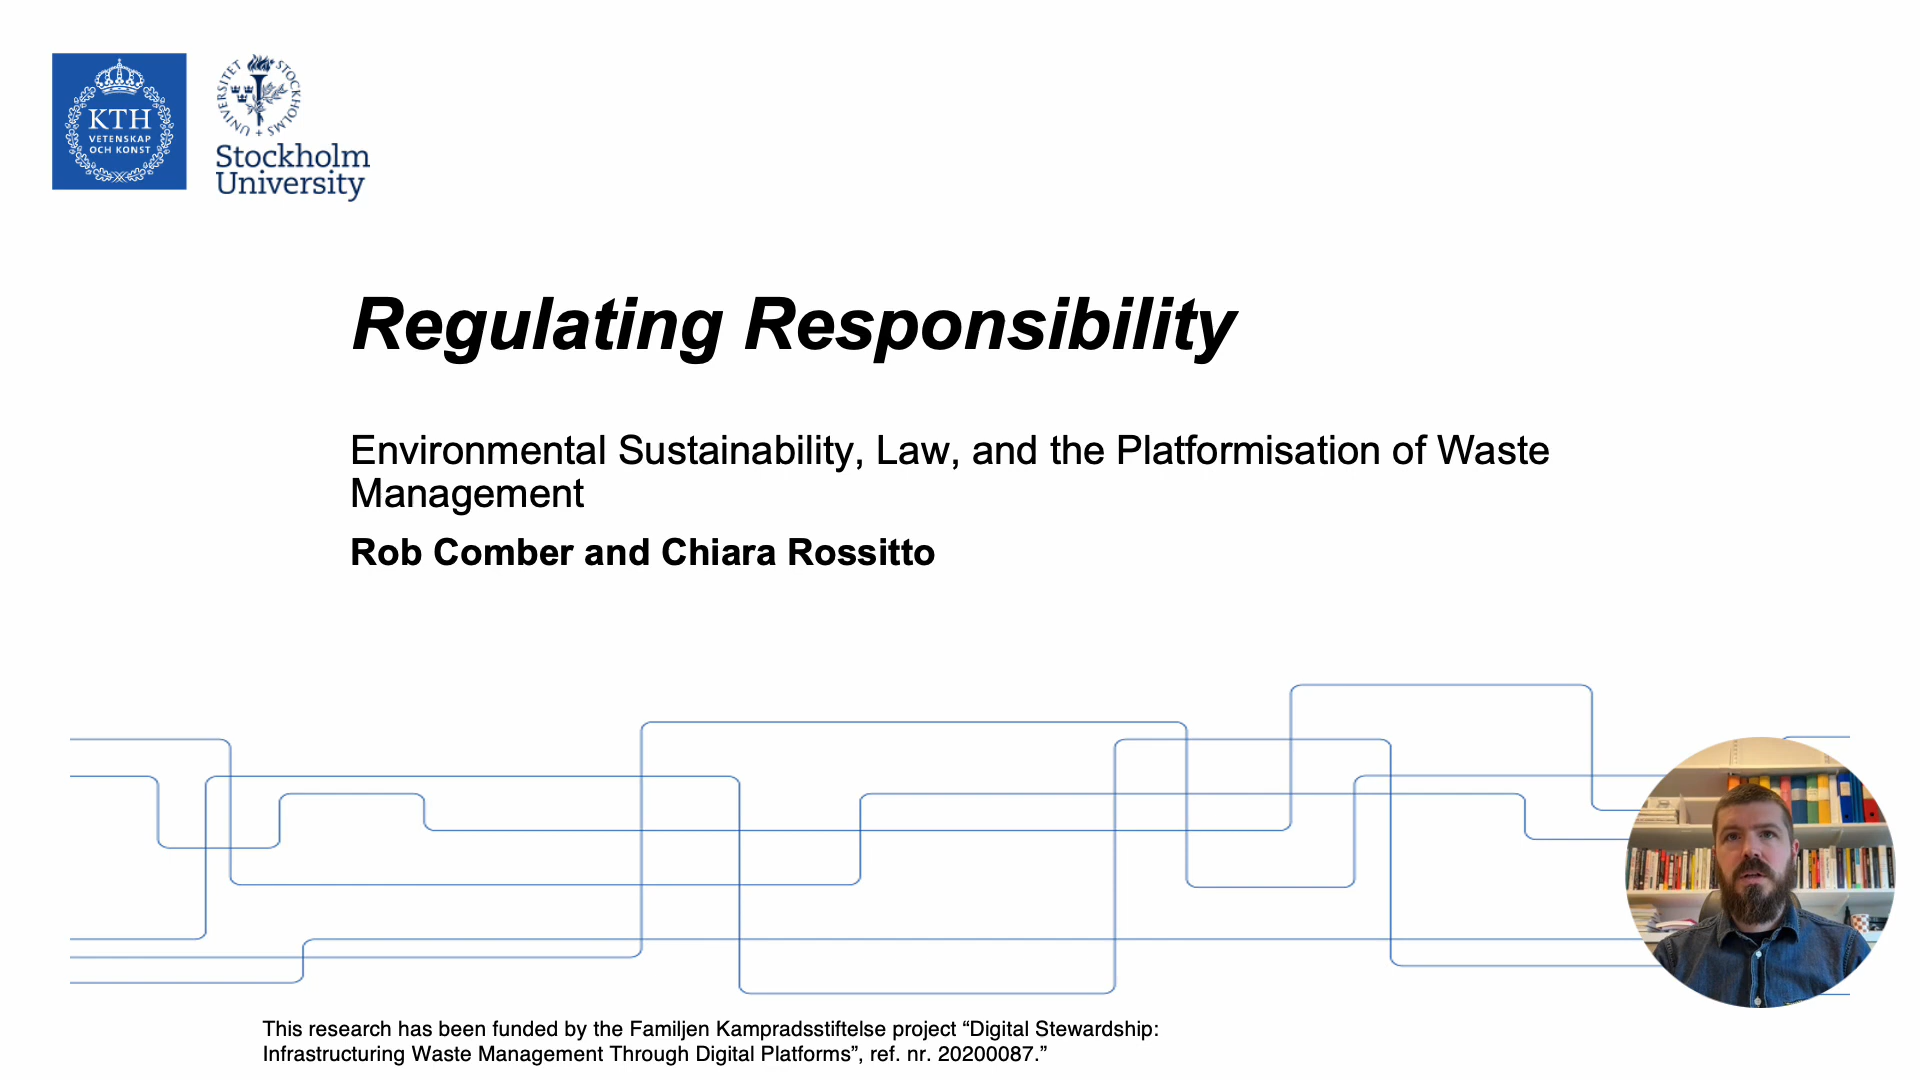 KTH
VETENSKAP
OCH KONST
STOCKHOLMS UNIVERSITET
Stockholm
University
Regulating Responsibility
Environmental Sustainability, Law, and the Platformisation of Waste
Management
Rob Comber and Chiara Rossitto
This research has been funded by the Familjen Kampradsstiftelse project “Digital Stewardship:
Infrastructuring Waste Management Through Digital Platforms”, ref. nr. 20200087.”